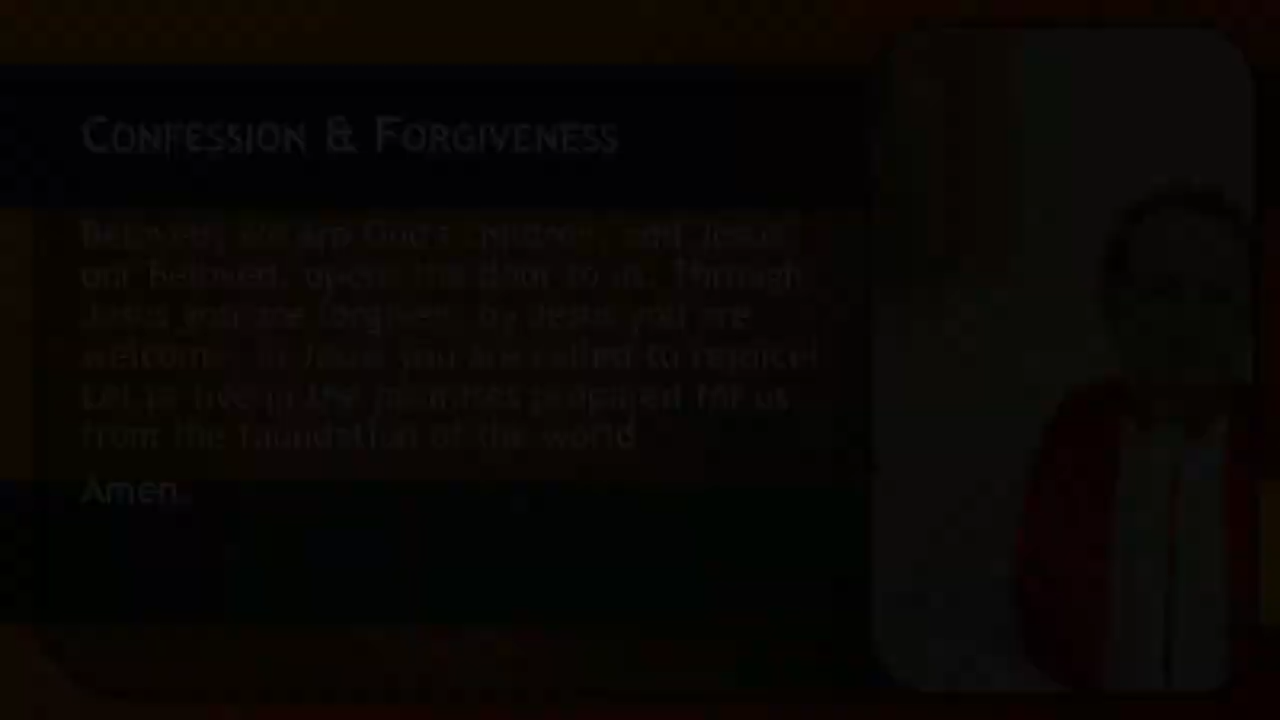 Confession & Forgiveness
Beloved, we are God's children, and Jesus,
our beloved, opens the door to us. Through
Jesus you are forgiven, by Jesus you are
welcome, in Jesus you are called to rejoice!
Let us live in the promises prepared for us
from the foundation of the world.
Amen.